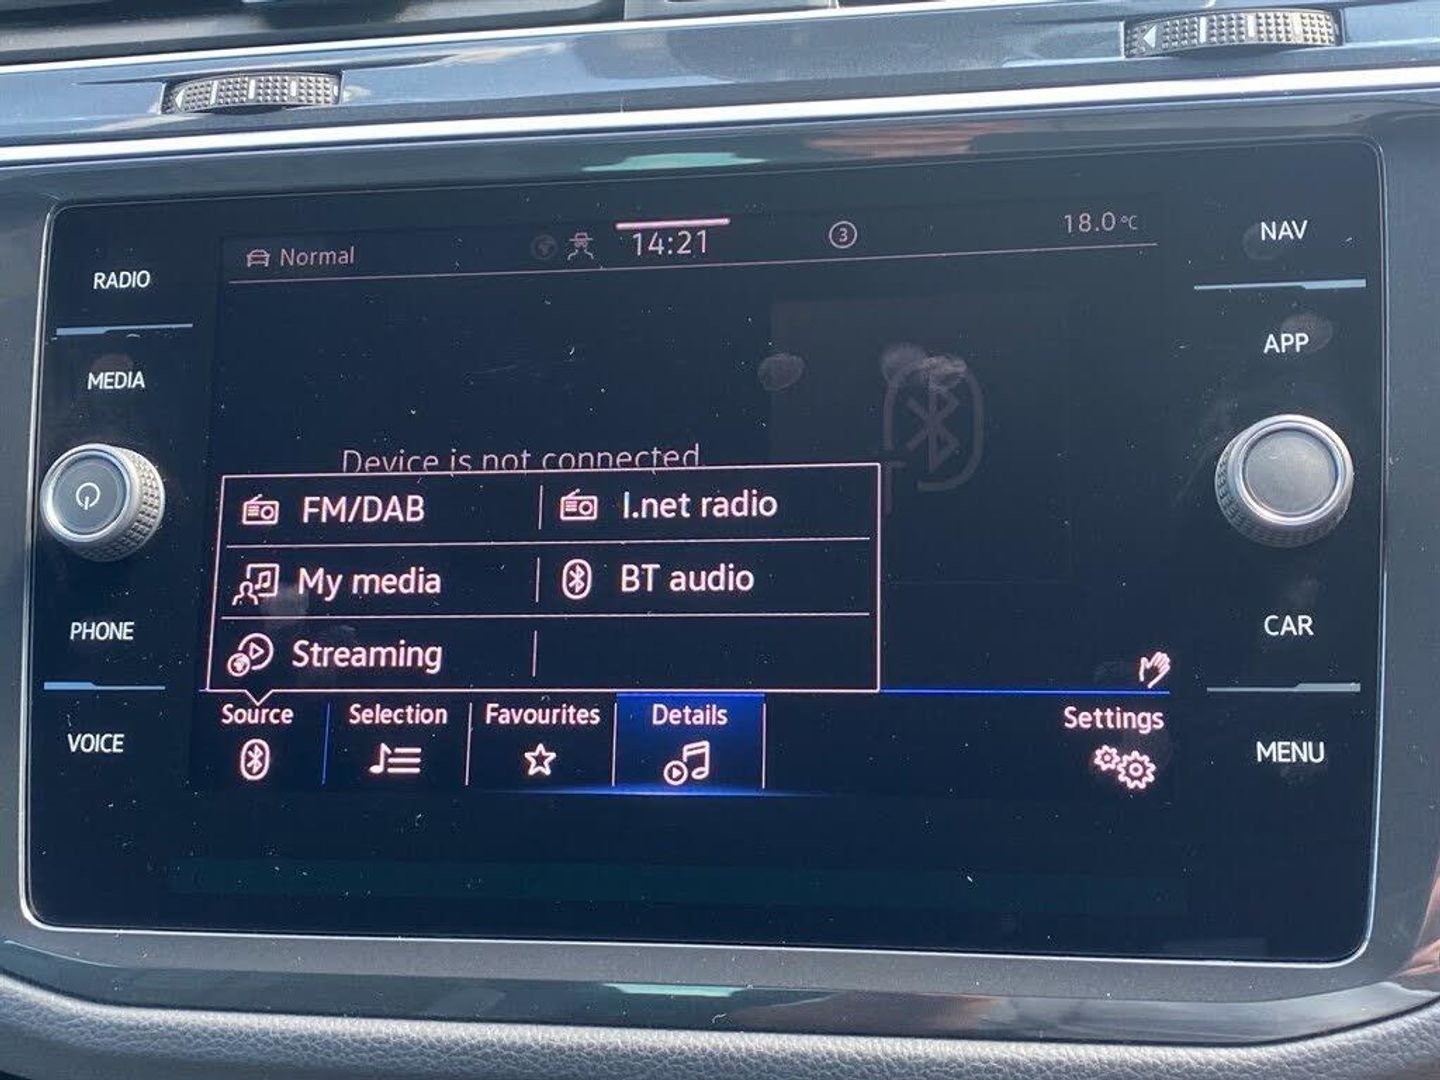 Normal
14:21
3
18.0 °C
NAV
RADIO
APP
MEDIA
Device is not connected.
FM/DAB
I.net radio
My media
BT audio
PHONE
CAR
Streaming
Source
Selection
Favourites
Details
Settings
VOICE
MENU